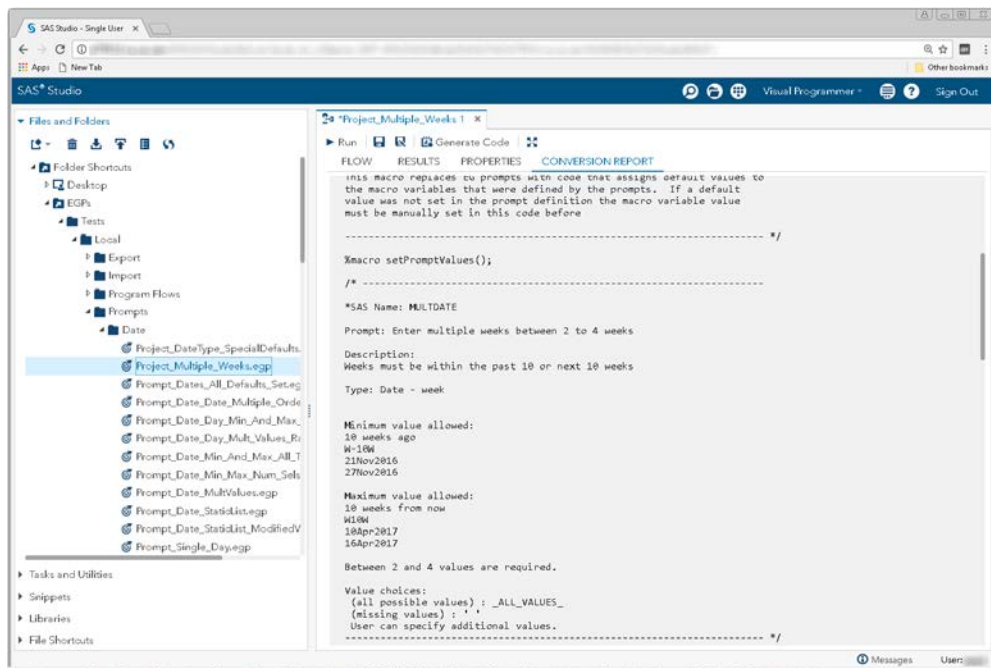 SAS Studio - Single User
Apps New Tab
Other bookmarks
SAS® Studio
Visual Programmer
Sign Out
Files and Folders
Folder Shortcuts
Desktop
EGPs
Tests
Local
Export
Import
Program Flows
Prompts
Date
Project_DateType_SpecialDefaults.
Project_Multiple_Weeks.egp
Prompt_Dates_All_Defaults_Set.eg
Prompt_Date_Date_Multiple_Orde
Prompt_Date_Day_Min_And_Max_
Prompt_Date_Day_Mult_Values_Ra
Prompt_Date_Min_And_Max_All_T
Prompt_Date_Min_Max_Num_Sels
Prompt_Date_MultValues.egp
Prompt_Date_StaticList.egp
Prompt_Date_StaticList_ModifiedV
Prompt_Single_Day.egp
Tasks and Utilities
Snippets
Libraries
File Shortcuts
*Project_Multiple_Weeks 1
Run Generate Code
FLOW RESULTS PROPERTIES CONVERSION REPORT
This macro replaces EG prompts with code that assigns default values to
the macro variables that were defined by the prompts. If a default
value was not set in the prompt definition the macro variable value
must be manually set in this code before
---------------------------------------------------------------------- */
%macro setPromptValues();
/* ----------------------------------------------------------------------
*SAS Name: MULTDATE
Prompt: Enter multiple weeks between 2 to 4 weeks
Description:
Weeks must be within the past 10 or next 10 weeks
Type: Date - week
Minimum value allowed:
10 weeks ago
W-10W
21Nov2016
27Nov2016
Maximum value allowed:
10 weeks from now
W10W
10Apr2017
16Apr2017
Between 2 and 4 values are required.
Value choices:
(all possible values) : _ALL_VALUES_
(missing values) : ' '
User can specify additional values.
---------------------------------------------------------------------- */
Messages
User: